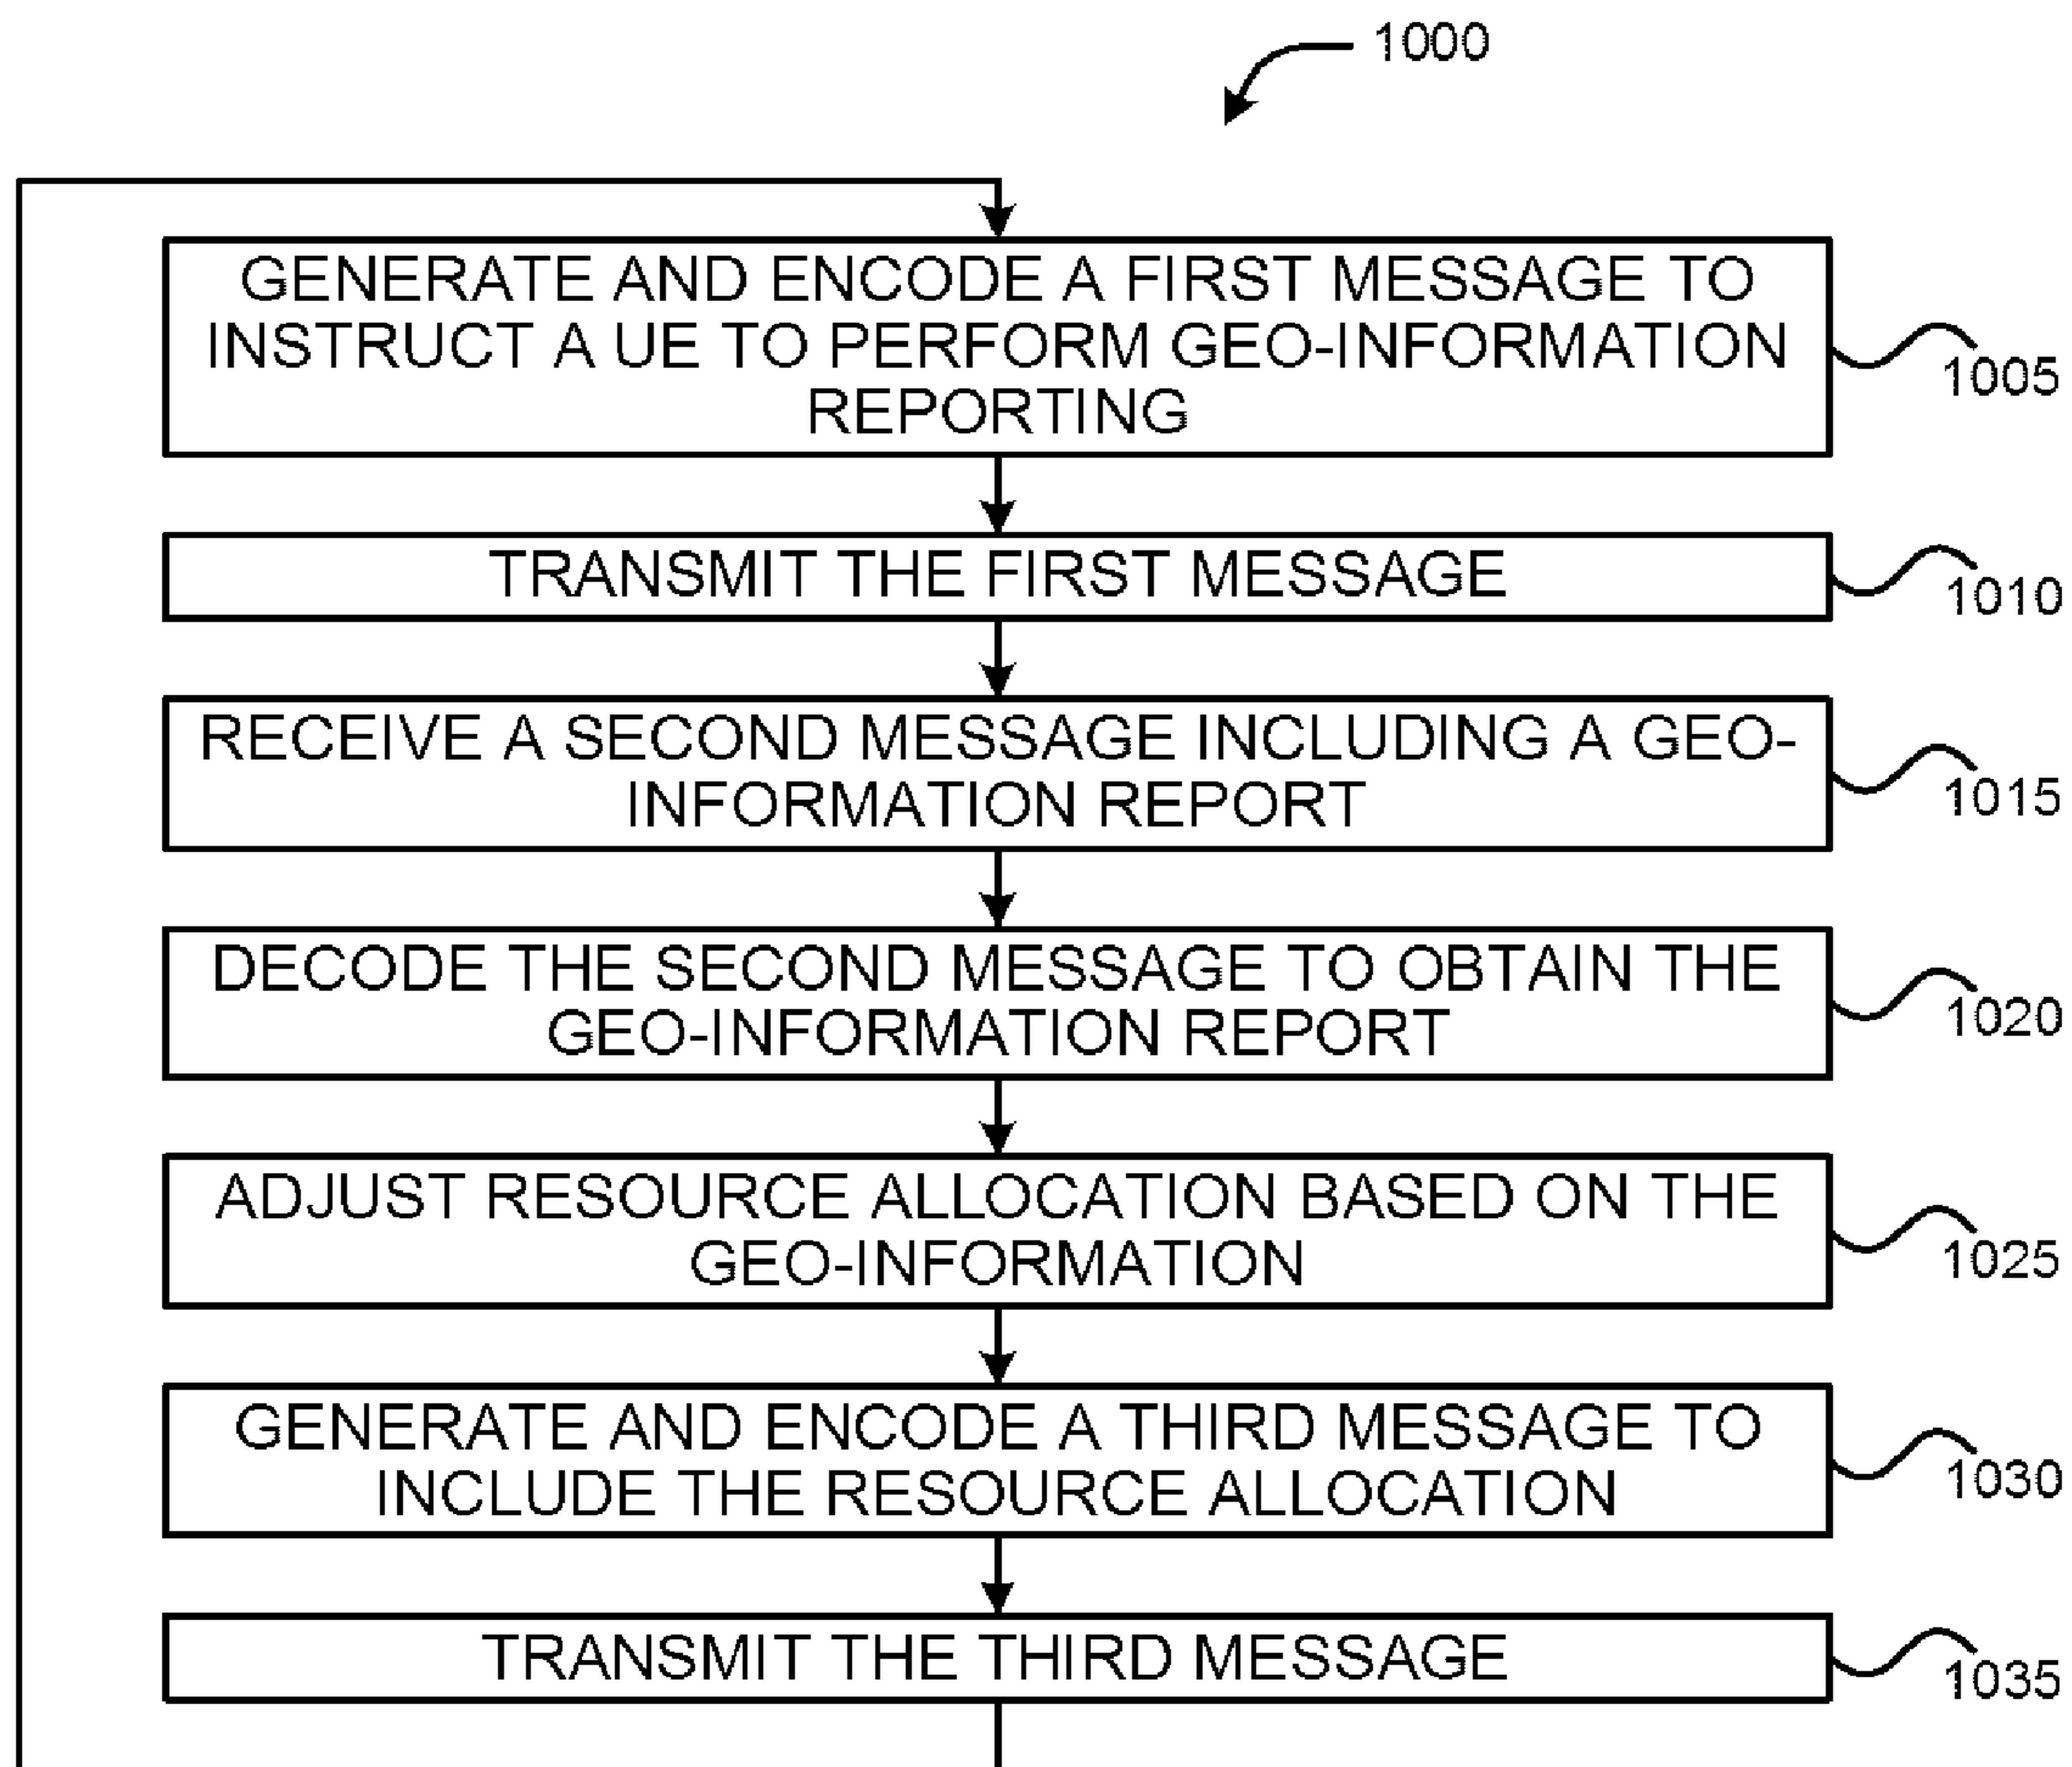 1000
GENERATE AND ENCODE A FIRST MESSAGE TO
INSTRUCT A UE TO PERFORM GEO-INFORMATION
REPORTING
1005
TRANSMIT THE FIRST MESSAGE
1010
RECEIVE A SECOND MESSAGE INCLUDING A GEO-
INFORMATION REPORT
1015
DECODE THE SECOND MESSAGE TO OBTAIN THE
GEO-INFORMATION REPORT
1020
ADJUST RESOURCE ALLOCATION BASED ON THE
GEO-INFORMATION
1025
GENERATE AND ENCODE A THIRD MESSAGE TO
INCLUDE THE RESOURCE ALLOCATION
1030
TRANSMIT THE THIRD MESSAGE
1035